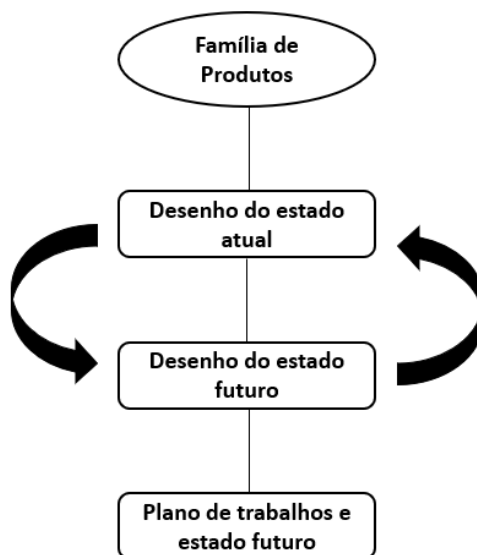 Família de
Produtos
Desenho do estado
atual
Desenho do estado
futuro
Plano de trabalhos e
estado futuro